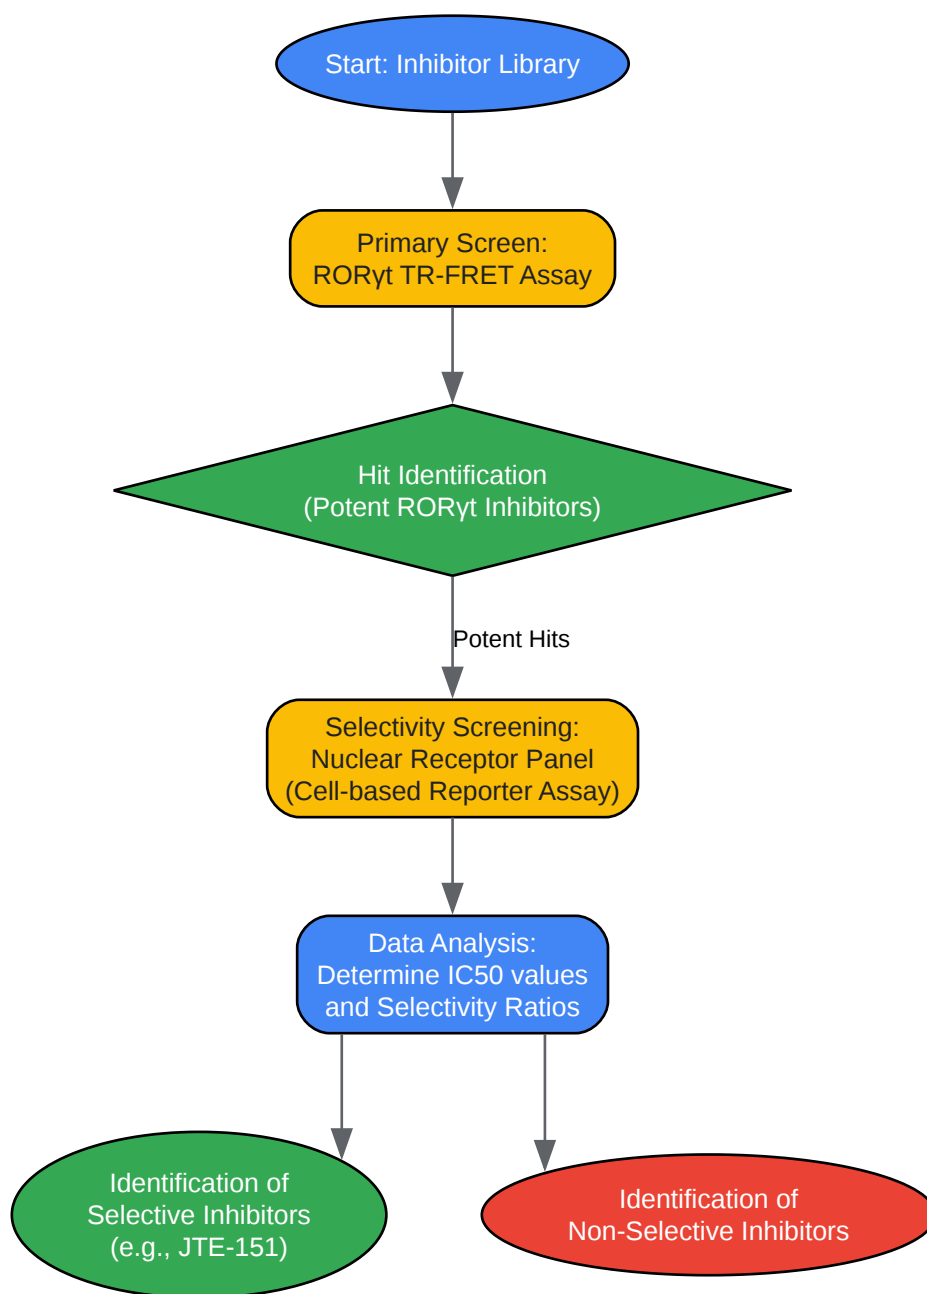 Start: Inhibitor Library
Primary Screen:
RORγt TR-FRET Assay
Hit Identification
(Potent RORγt Inhibitors)
Potent Hits
Selectivity Screening:
Nuclear Receptor Panel
(Cell-based Reporter Assay)
Data Analysis:
Determine IC50 values
and Selectivity Ratios
Identification of
Selective Inhibitors
(e.g., JTE-151)
Identification of
Non-Selective Inhibitors